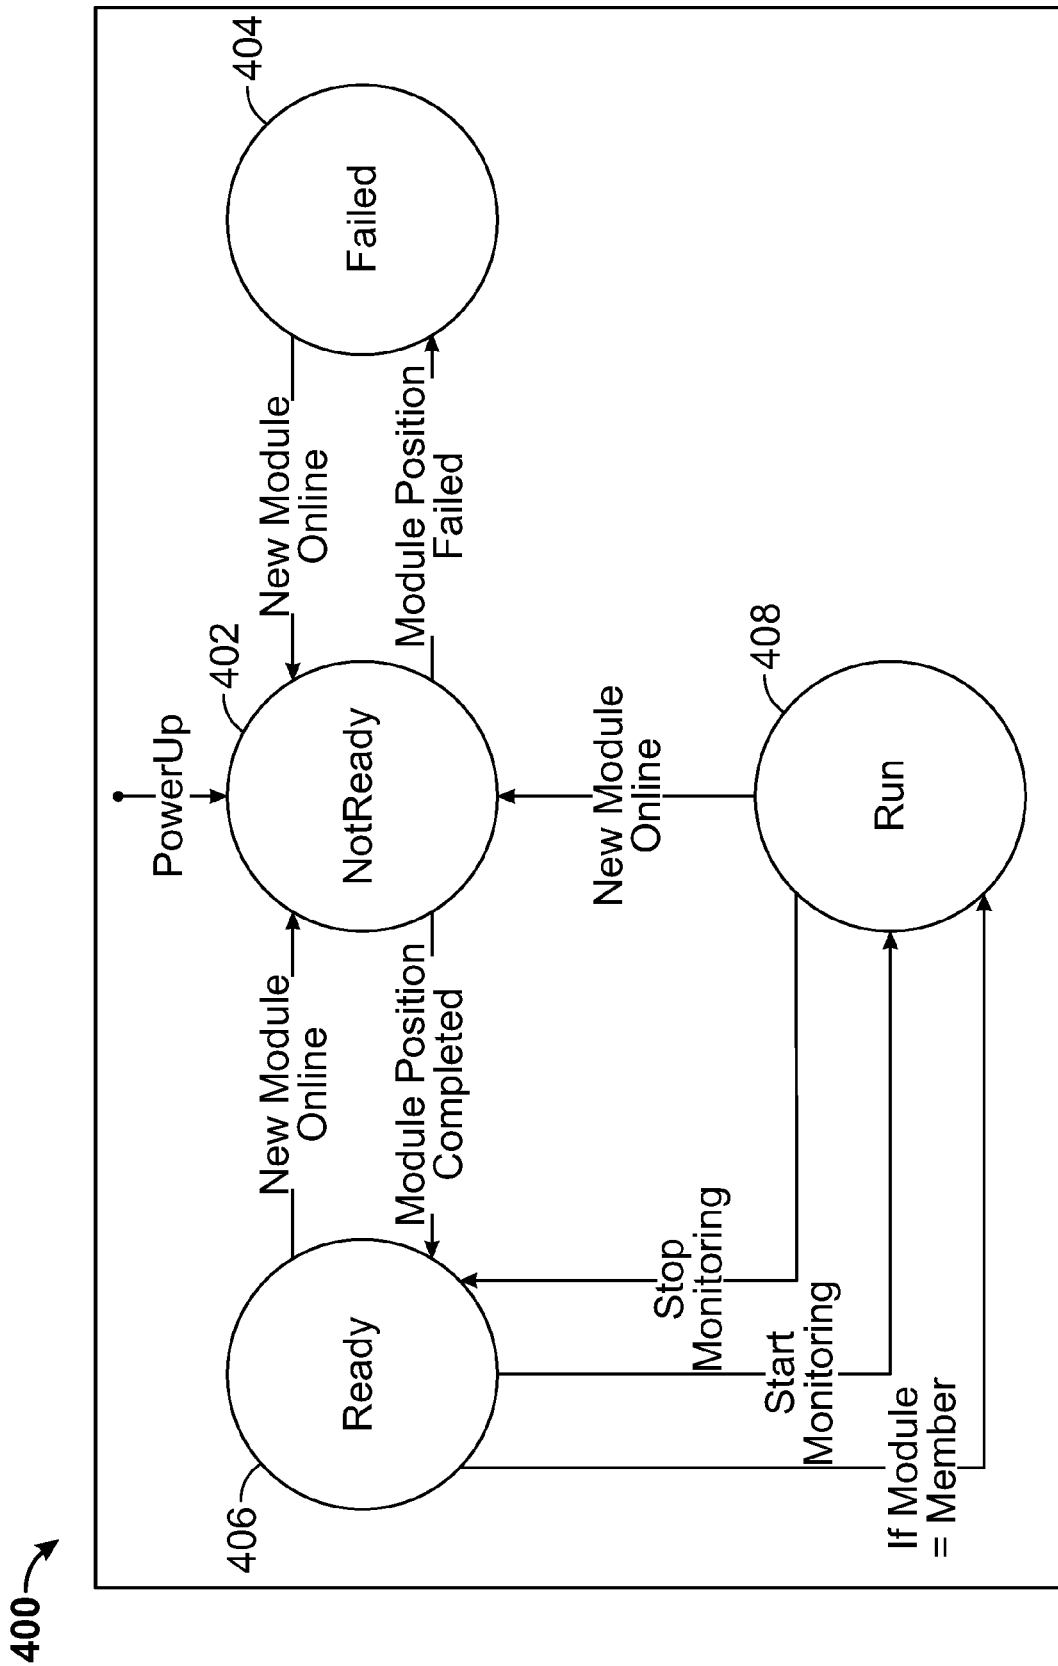 400
406
Ready
New Module
Online
Module Position
Completed
PowerUp
402
NotReady
New Module
Online
Module Position
Failed
404
Failed
Stop
Monitoring
Start
Monitoring
If Module
= Member
New Module
Online
408
Run